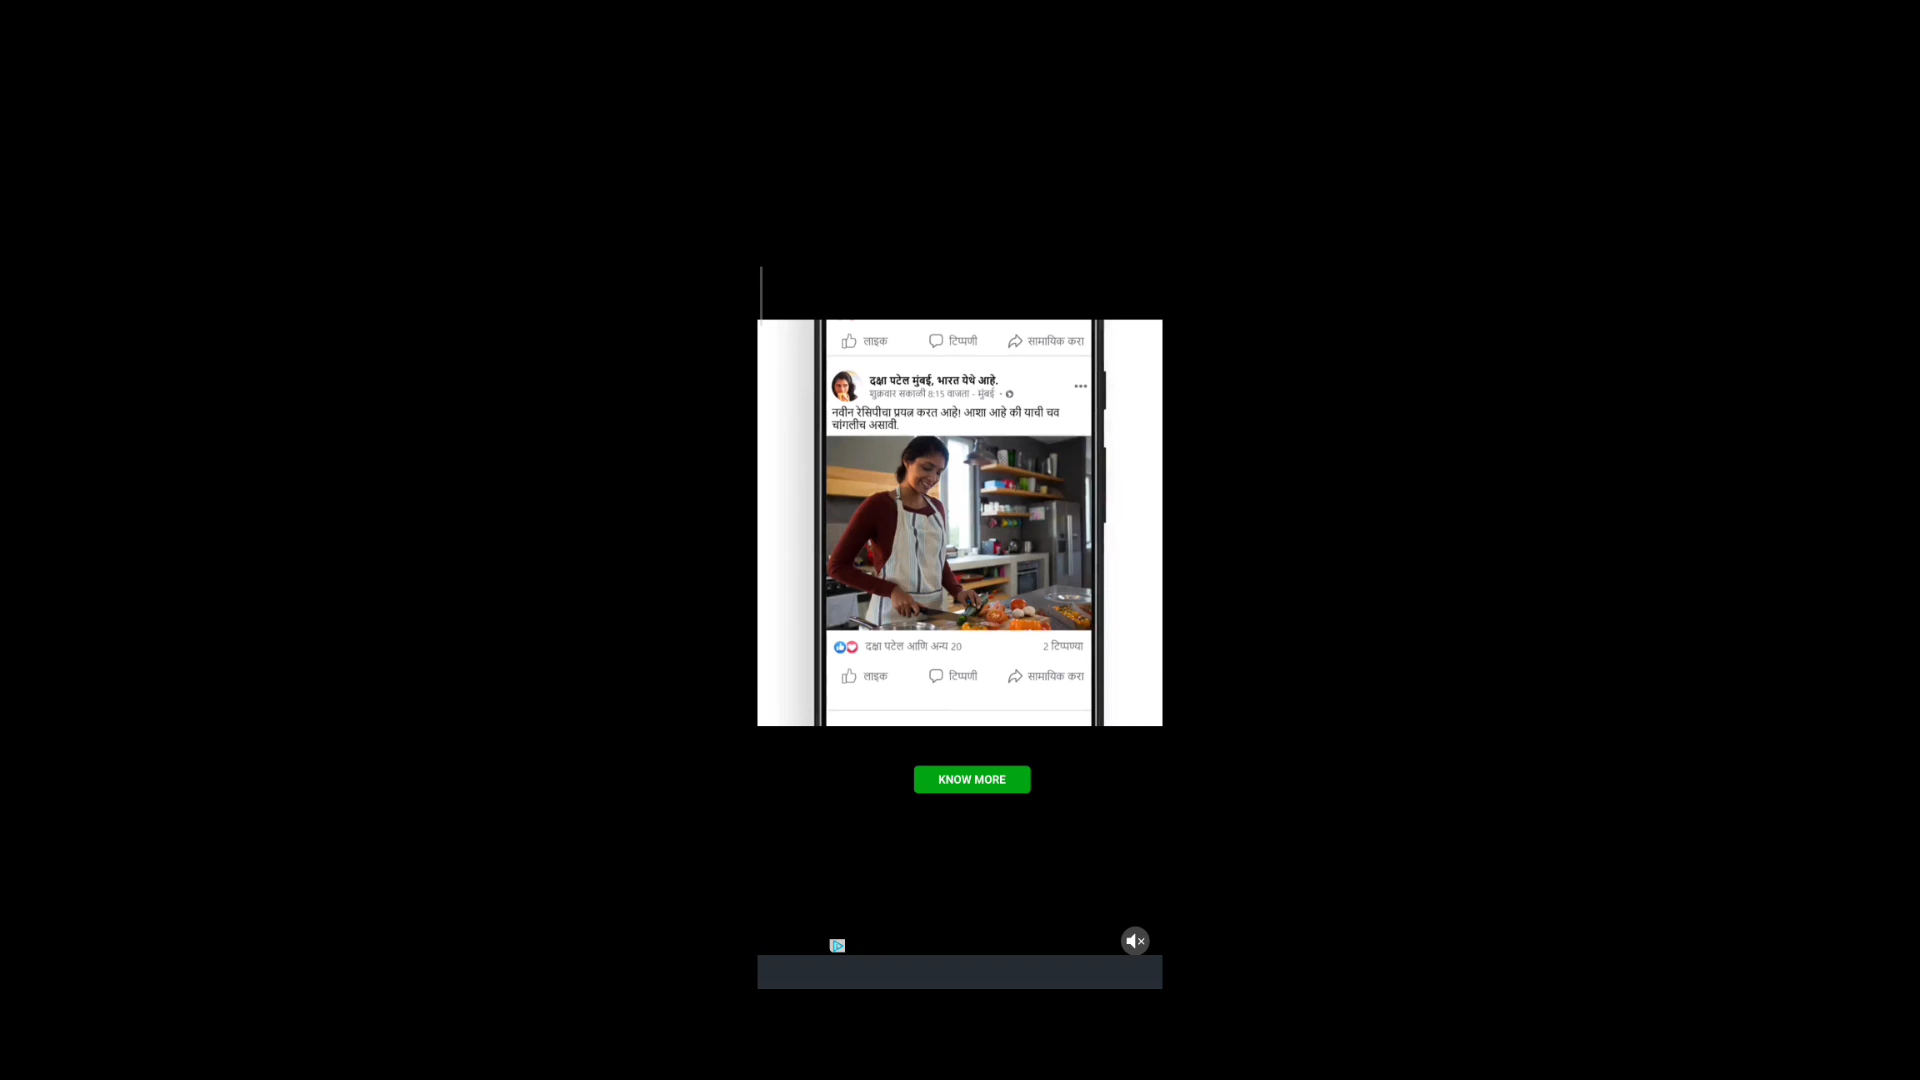 लाइक टिप्पणी सामायिक करा
दक्षा पटेल मुंबई, भारत येथे आहे.
शुक्रवार सकाळी 8:15 वाजता - मुंबई
नवीन रेसिपीचा प्रयत्न करत आहे! आशा आहे की याची चव
चांगलीच असावी.
दक्षा पटेल आणि अन्य 20 2 टिप्पण्या
लाइक टिप्पणी सामायिक करा
KNOW MORE